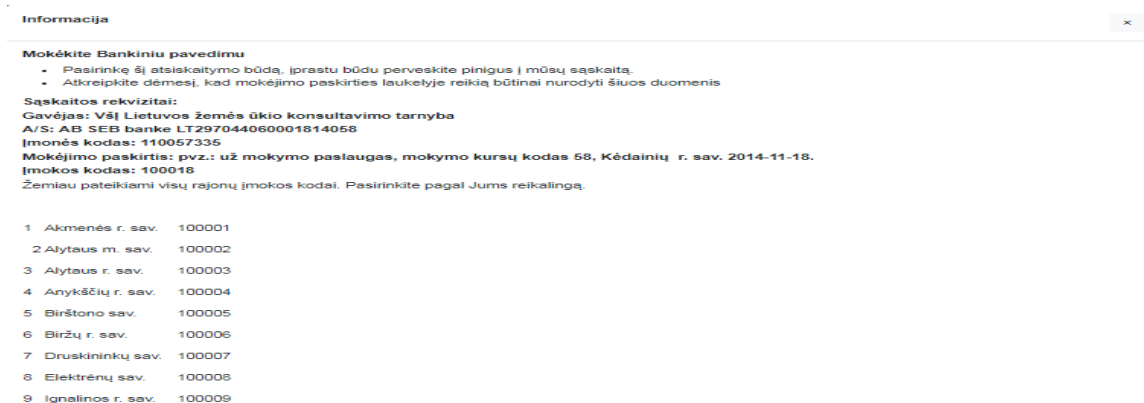 Informacija
×
Mokėkite Bankiniu pavedimu
• Pasirinkę šį atsiskaitymo būdą, įprastu būdu perveskite pinigus į mūsų sąskaitą.
• Atkreipkite dėmesį, kad mokėjimo paskirties laukelyje reikią būtinai nurodyti šiuos duomenis
Sąskaitos rekvizitai:
Gavėjas: VšĮ Lietuvos žemės ūkio konsultavimo tarnyba
A/S: AB SEB banke LT297044060001814058
Įmonės kodas: 110057335
Mokėjimo paskirtis: pvz.: už mokymo paslaugas, mokymo kursų kodas 58, Kėdainių r. sav. 2014-11-18.
Įmokos kodas: 100018
Žemiau pateikiami visų rajonų įmokos kodai. Pasirinkite pagal Jums reikalingą.
1 Akmenės r. sav. 100001
2 Alytaus m. sav. 100002
3 Alytaus r. sav. 100003
4 Anykščių r. sav. 100004
5 Birštono sav. 100005
6 Biržų r. sav. 100006
7 Druskininkų sav. 100007
8 Elektrėnų sav. 100008
9 Ignalinos r. sav. 100009